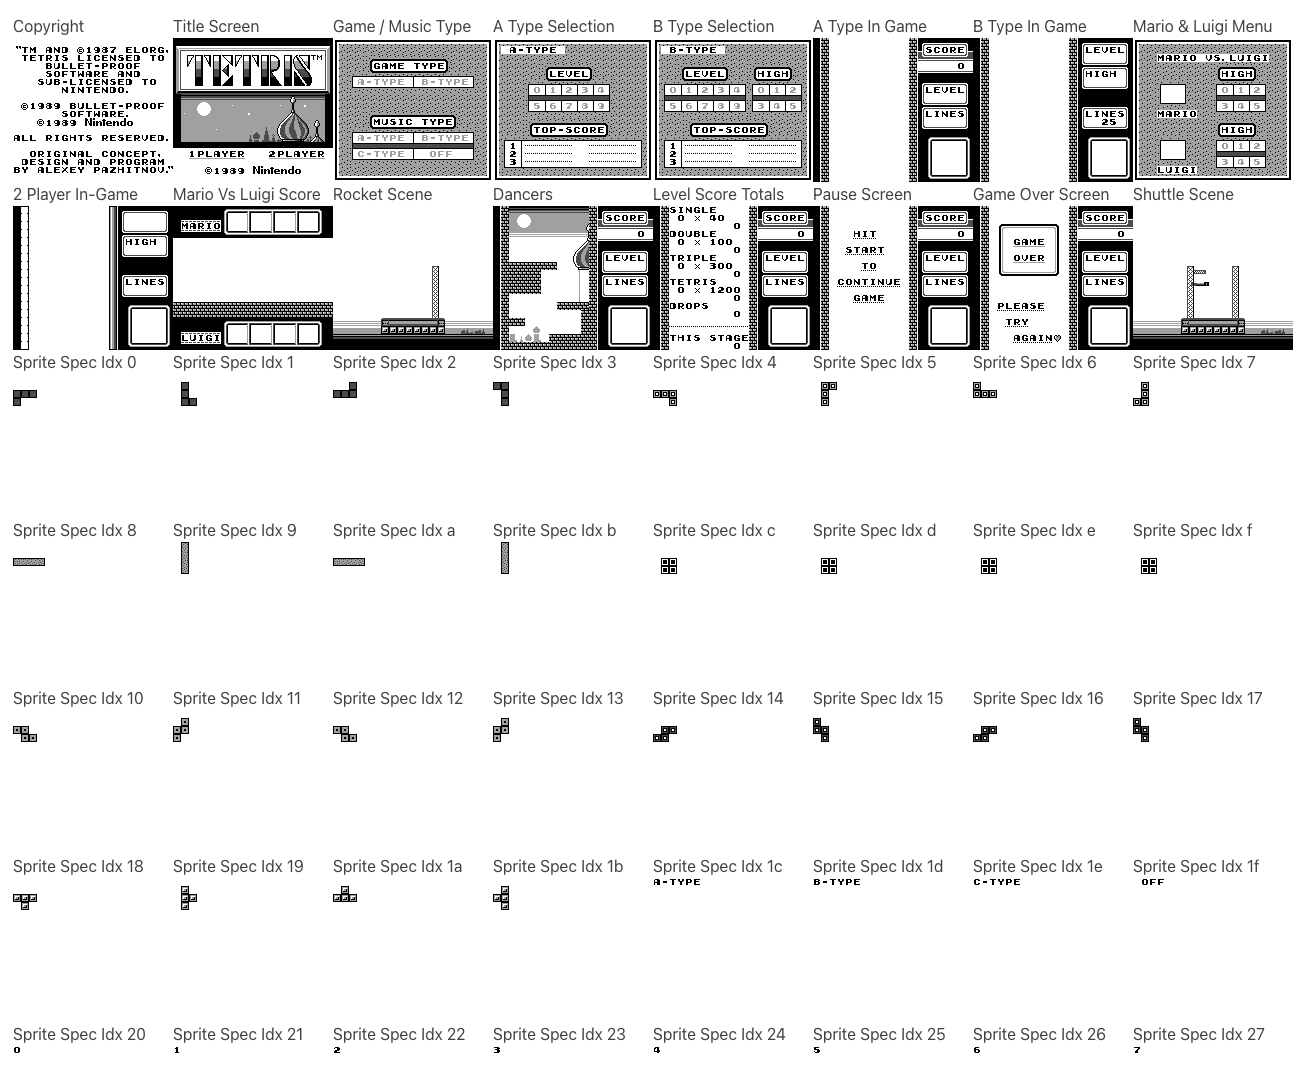 Copyright
Title Screen
Game / Music Type
A Type Selection
B Type Selection
A Type In Game
B Type In Game
Mario & Luigi Menu
"TM AND ©1987 ELORG,
TETRIS LICENSED TO
BULLET-PROOF
SOFTWARE AND
SUB-LICENSED TO
NINTENDO.
©1989 BULLET-PROOF
SOFTWARE.
©1989 Nintendo
ALL RIGHTS RESERVED.
ORIGINAL CONCEPT,
DESIGN AND PROGRAM
BY ALEXEY PAZHITNOV."
TETRIS™
1PLAYER 2PLAYER
©1989 Nintendo
GAME TYPE
A-TYPE B-TYPE
MUSIC TYPE
A-TYPE B-TYPE
C-TYPE OFF
A-TYPE
LEVEL
0 1 2 3 4
5 6 7 8 9
TOP-SCORE
1
2
3
B-TYPE
LEVEL HIGH
0 1 2 3 4 0 1 2
5 6 7 8 9 3 4 5
TOP-SCORE
1
2
3
SCORE
0
LEVEL
LINES
LEVEL
HIGH
LINES
25
MARIO VS. LUIGI
HIGH
0 1 2
3 4 5
MARIO
HIGH
0 1 2
3 4 5
LUIGI
2 Player In-Game
Mario Vs Luigi Score
Rocket Scene
Dancers
Level Score Totals
Pause Screen
Game Over Screen
Shuttle Scene
HIGH
LINES
MARIO
LUIGI
SCORE
0
LEVEL
LINES
SINGLE
0 × 40
0
DOUBLE
0 × 100
0
TRIPLE
0 × 300
0
TETRIS
0 × 1200
0
DROPS
0
THIS STAGE
0
SCORE
0
LEVEL
LINES
HIT
START
TO
CONTINUE
GAME
SCORE
0
LEVEL
LINES
GAME
OVER
PLEASE
TRY
AGAIN♥
SCORE
0
LEVEL
LINES
Sprite Spec Idx 0
Sprite Spec Idx 1
Sprite Spec Idx 2
Sprite Spec Idx 3
Sprite Spec Idx 4
Sprite Spec Idx 5
Sprite Spec Idx 6
Sprite Spec Idx 7
Sprite Spec Idx 8
Sprite Spec Idx 9
Sprite Spec Idx a
Sprite Spec Idx b
Sprite Spec Idx c
Sprite Spec Idx d
Sprite Spec Idx e
Sprite Spec Idx f
Sprite Spec Idx 10
Sprite Spec Idx 11
Sprite Spec Idx 12
Sprite Spec Idx 13
Sprite Spec Idx 14
Sprite Spec Idx 15
Sprite Spec Idx 16
Sprite Spec Idx 17
Sprite Spec Idx 18
Sprite Spec Idx 19
Sprite Spec Idx 1a
Sprite Spec Idx 1b
Sprite Spec Idx 1c
Sprite Spec Idx 1d
Sprite Spec Idx 1e
Sprite Spec Idx 1f
A-TYPE
B-TYPE
C-TYPE
OFF
Sprite Spec Idx 20
Sprite Spec Idx 21
Sprite Spec Idx 22
Sprite Spec Idx 23
Sprite Spec Idx 24
Sprite Spec Idx 25
Sprite Spec Idx 26
Sprite Spec Idx 27
0
1
2
3
4
5
6
7